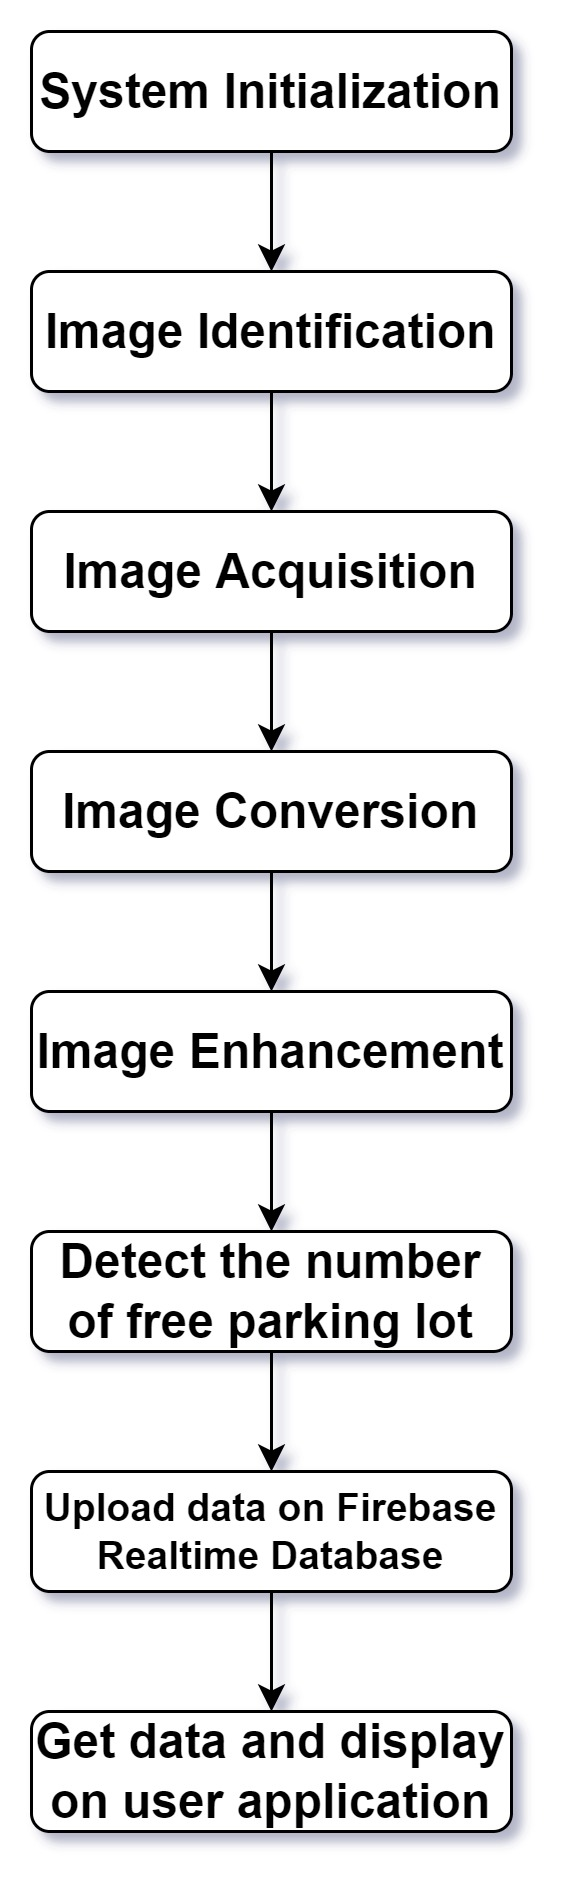 System Initialization
Image Identification
Image Acquisition
Image Conversion
Image Enhancement
Detect the number
of free parking lot
Upload data on Firebase
Realtime Database
Get data and display
on user application